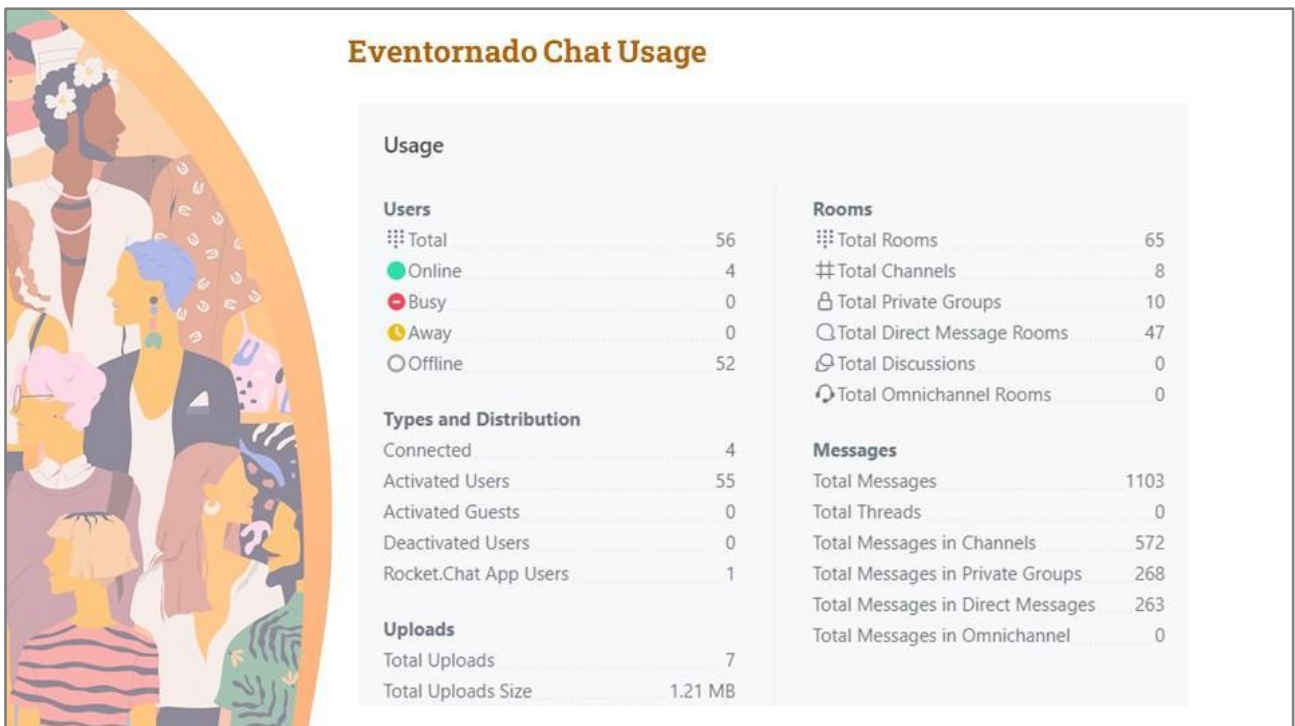 Eventornado Chat Usage
Usage
Users
Total 56
Online 4
Busy 0
Away 0
Offline 52
Types and Distribution
Connected 4
Activated Users 55
Activated Guests 0
Deactivated Users 0
Rocket.Chat App Users 1
Uploads
Total Uploads 7
Total Uploads Size 1.21 MB
Rooms
Total Rooms 65
Total Channels 8
Total Private Groups 10
Total Direct Message Rooms 47
Total Discussions 0
Total Omnichannel Rooms 0
Messages
Total Messages 1103
Total Threads 0
Total Messages in Channels 572
Total Messages in Private Groups 268
Total Messages in Direct Messages 263
Total Messages in Omnichannel 0